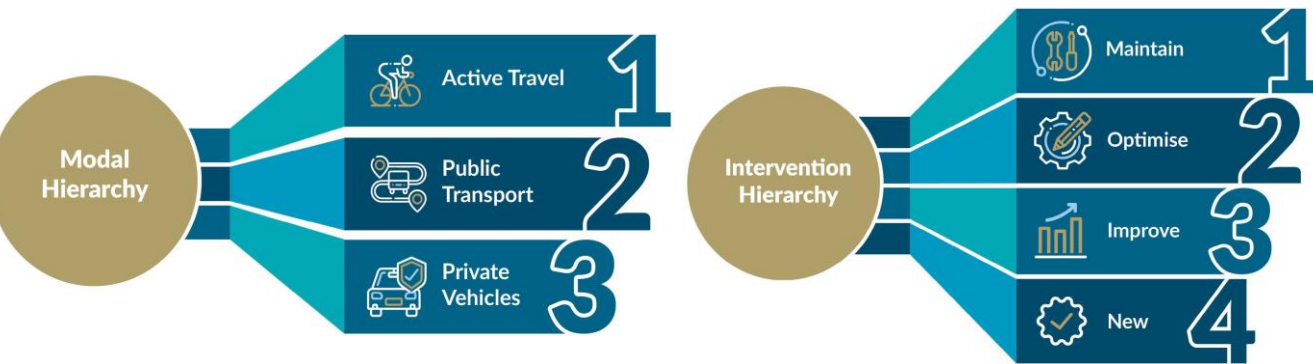 Modal
Hierarchy
Active Travel
1
Public
Transport
2
Private
Vehicles
3
Intervention
Hierarchy
Maintain
1
Optimise
2
Improve
3
New
4